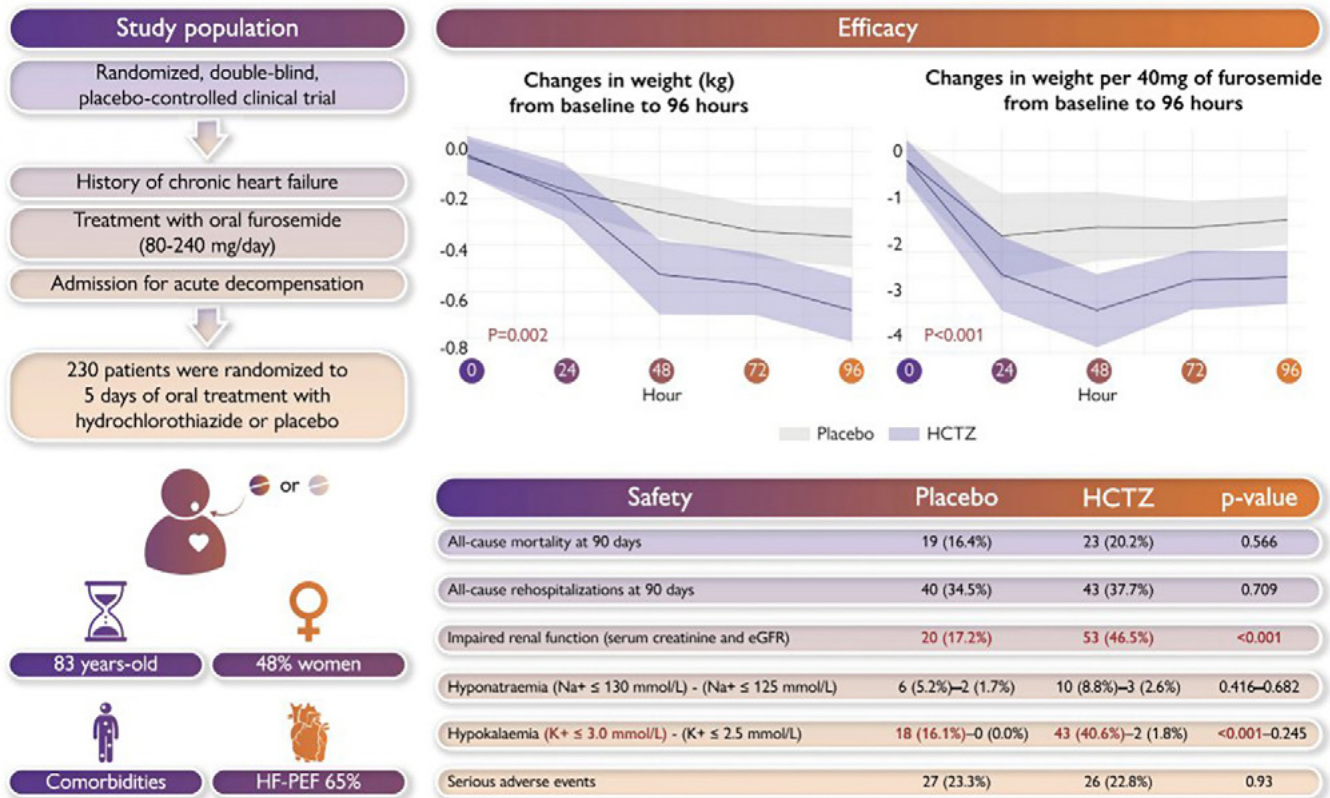 Study population
Randomized, double-blind,
placebo-controlled clinical trial
History of chronic heart failure
Treatment with oral furosemide
(80-240 mg/day)
Admission for acute decompensation
230 patients were randomized to
5 days of oral treatment with
hydrochlorothiazide or placebo
or
83 years-old
48% women
Comorbidities
HF-PEF 65%
Efficacy
Changes in weight (kg)
from baseline to 96 hours
0.0
-0.2
-0.4
-0.6
-0.8
P=0.002
0 24 48 72 96
Hour
Changes in weight per 40mg of furosemide
from baseline to 96 hours
0
-1
-2
-3
-4
P<0.001
0 24 48 72 96
Hour
Placebo HCTZ
Safety Placebo HCTZ p-value
All-cause mortality at 90 days 19 (16.4%) 23 (20.2%) 0.566
All-cause rehospitalizations at 90 days 40 (34.5%) 43 (37.7%) 0.709
Impaired renal function (serum creatinine and eGFR) 20 (17.2%) 53 (46.5%) <0.001
Hyponatraemia (Na+ ≤ 130 mmol/L) - (Na+ ≤ 125 mmol/L) 6 (5.2%)–2 (1.7%) 10 (8.8%)–3 (2.6%) 0.416–0.682
Hypokalaemia (K+ ≤ 3.0 mmol/L) - (K+ ≤ 2.5 mmol/L) 18 (16.1%)–0 (0.0%) 43 (40.6%)–2 (1.8%) <0.001–0.245
Serious adverse events 27 (23.3%) 26 (22.8%) 0.93